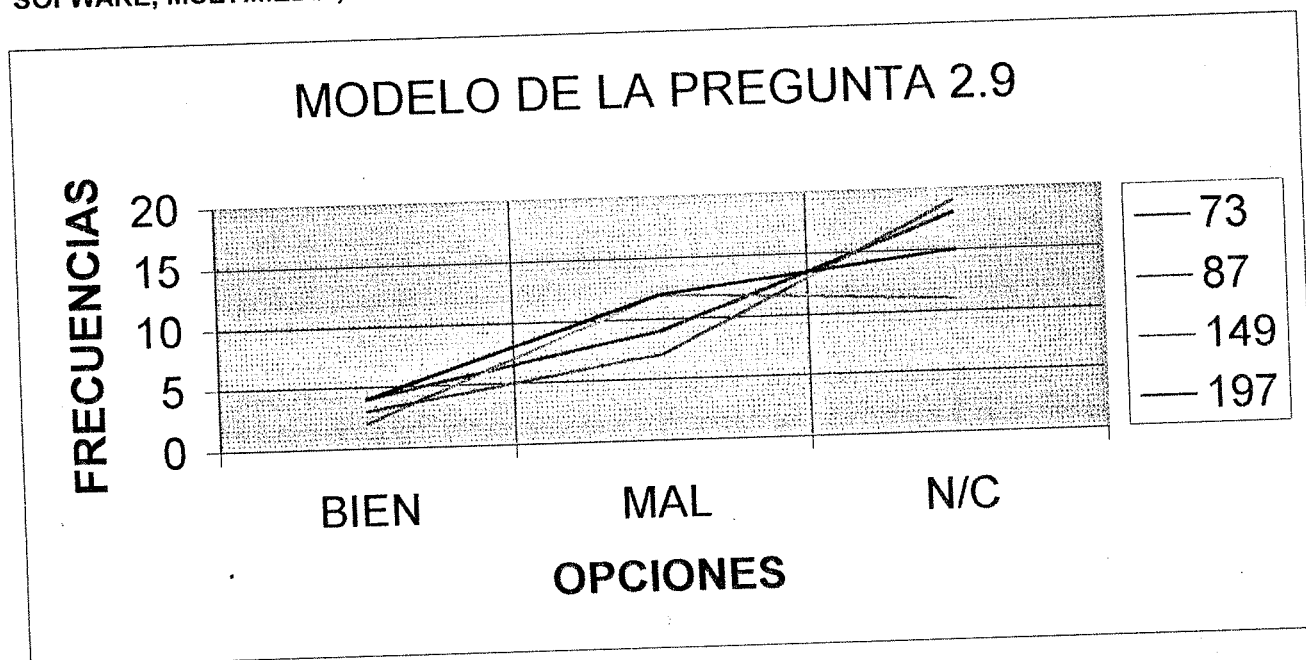 MODELO DE LA PREGUNTA 2.9
FRECUENCIAS
20
15
10
5
0
BIEN
MAL
N/C
OPCIONES
73
87
149
197